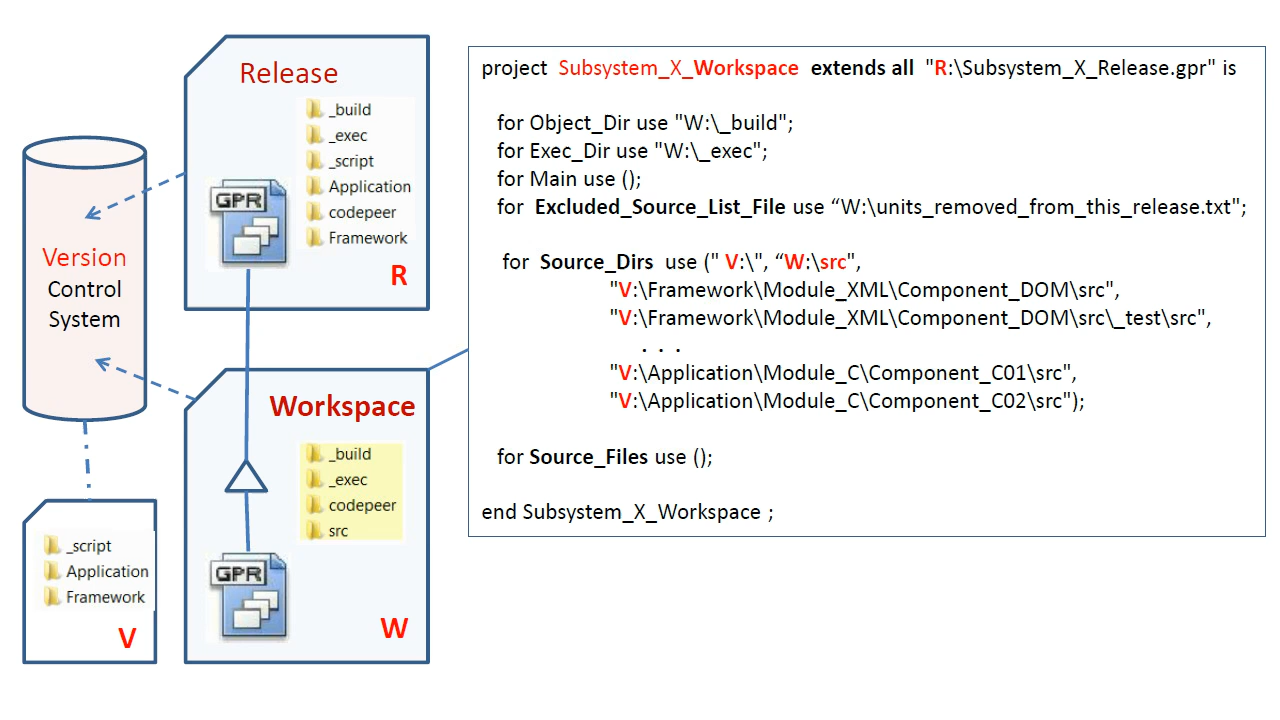 Release
_build
_exec
_script
Application
codepeer
Framework
GPR
R
Version
Control
System
Workspace
_build
_exec
codepeer
src
GPR
W
_script
Application
Framework
V
project Subsystem_X_Workspace extends all "R:\Subsystem_X_Release.gpr" is
for Object_Dir use "W:\_build";
for Exec_Dir use "W:\_exec";
for Main use ();
for Excluded_Source_List_File use “W:\units_removed_from_this_release.txt";
for Source_Dirs use (" V:\", “W:\src",
"V:\Framework\Module_XML\Component_DOM\src",
"V:\Framework\Module_XML\Component_DOM\src\_test\src",
. . .
"V:\Application\Module_C\Component_C01\src",
"V:\Application\Module_C\Component_C02\src");
for Source_Files use ();
end Subsystem_X_Workspace ;